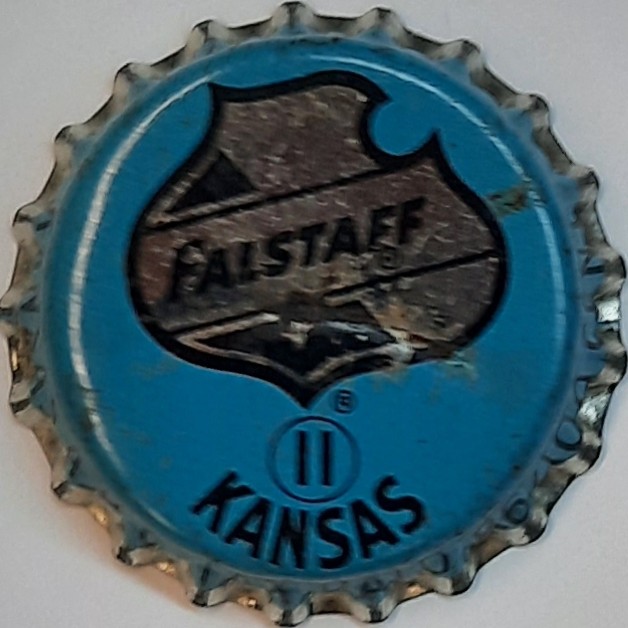 FALSTAFF
®
11
KANSAS